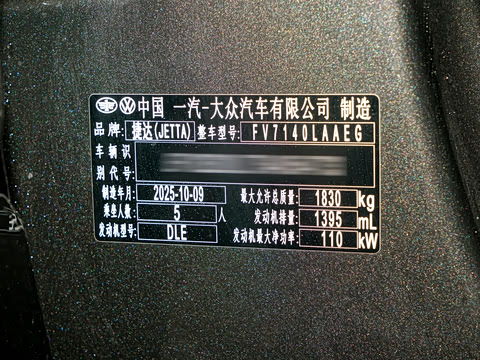 中国 一汽-大众汽车有限公司 制造
品牌: 捷达(JETTA) 整车型号: FV7140LAAEG
车辆识
别代号:
制造年月: 2025-10-09 最大允许总质量: 1830 kg
乘坐人数: 5 人 发动机排量: 1395 mL
发动机型号: DLE 发动机最大净功率: 110 kW